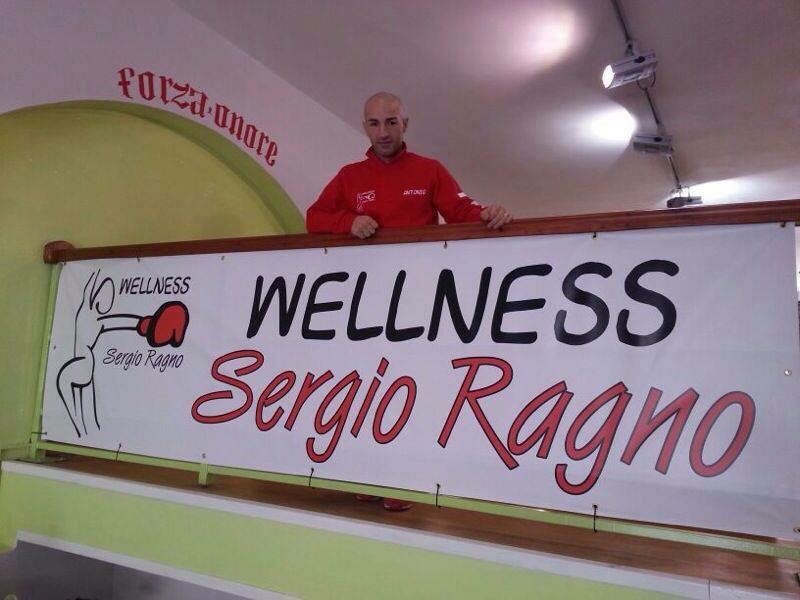 forza.onore
ANTONIO
WELLNESS
Sergio Ragno
WELLNESS
Sergio Ragno